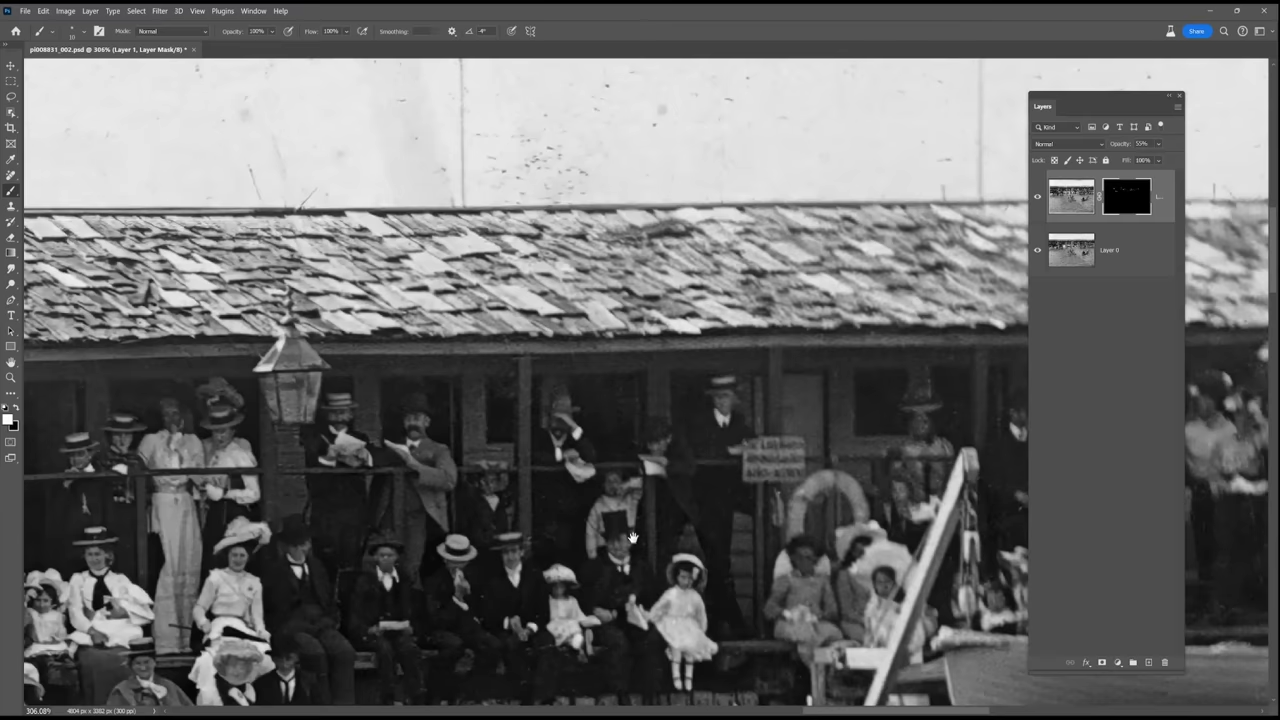 File Edit Image Layer Type Select Filter 3D View Plugins Window Help
Mode: Normal Opacity: 100% Flow: 100% Smoothing: Share
pi008831_002.psd @ 306% (Layer 1, Layer Mask/8) *
Layers
Kind
Normal Opacity: 55%
Lock: Fill: 100%
L...
Layer 0
306.08% 4804 px x 3382 px (300 ppi)